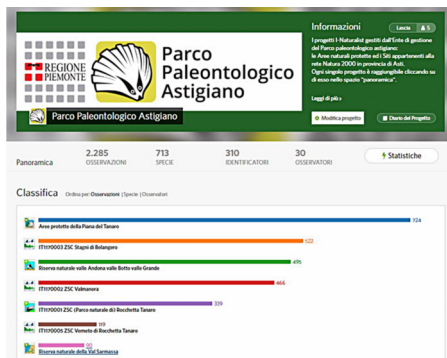 Informazioni
Lascia 5
I progetti I-Naturalist gestiti dall'Ente di gestione
del Parco paleontologico astigiano:
le Aree naturali protette ed i Siti appartenenti alla
rete Natura 2000 in provincia di Asti.
Ogni singolo progetto è raggiungibile cliccando su
di esso nello spazio "panoramica".
Leggi di più ›
Modifica progetto
Diario del Progetto
REGIONE
PIEMONTE
Parco
Paleontologico
Astigiano
Parco Paleontologico Astigiano
Panoramica
2.285
OSSERVAZIONI
713
SPECIE
310
IDENTIFICATORI
30
OSSERVATORI
Statistiche
Classifica
Ordina per: Osservazioni | Specie | Osservatori
724
Aree protette della Piana del Tanaro
522
IT1170003 ZSC Stagni di Belangero
496
Riserva naturale valle Andona valle Botto valle Grande
466
IT1170002 ZSC Valmanera
339
IT1170001 ZSC (Parco naturale di) Rocchetta Tanaro
119
IT1170005 ZSC Verneto di Rocchetta Tanaro
90
Riserva naturale della Val Sarmassa